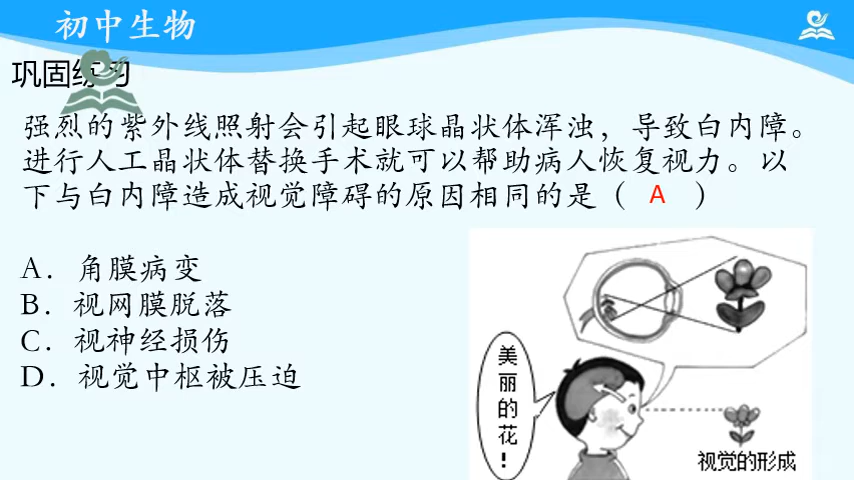 初中生物
巩固练习
强烈的紫外线照射会引起眼球晶状体浑浊，导致白内障。
进行人工晶状体替换手术就可以帮助病人恢复视力。以
下与白内障造成视觉障碍的原因相同的是（ A ）
A．角膜病变
B．视网膜脱落
C．视神经损伤
D．视觉中枢被压迫
美丽的花！
视觉的形成